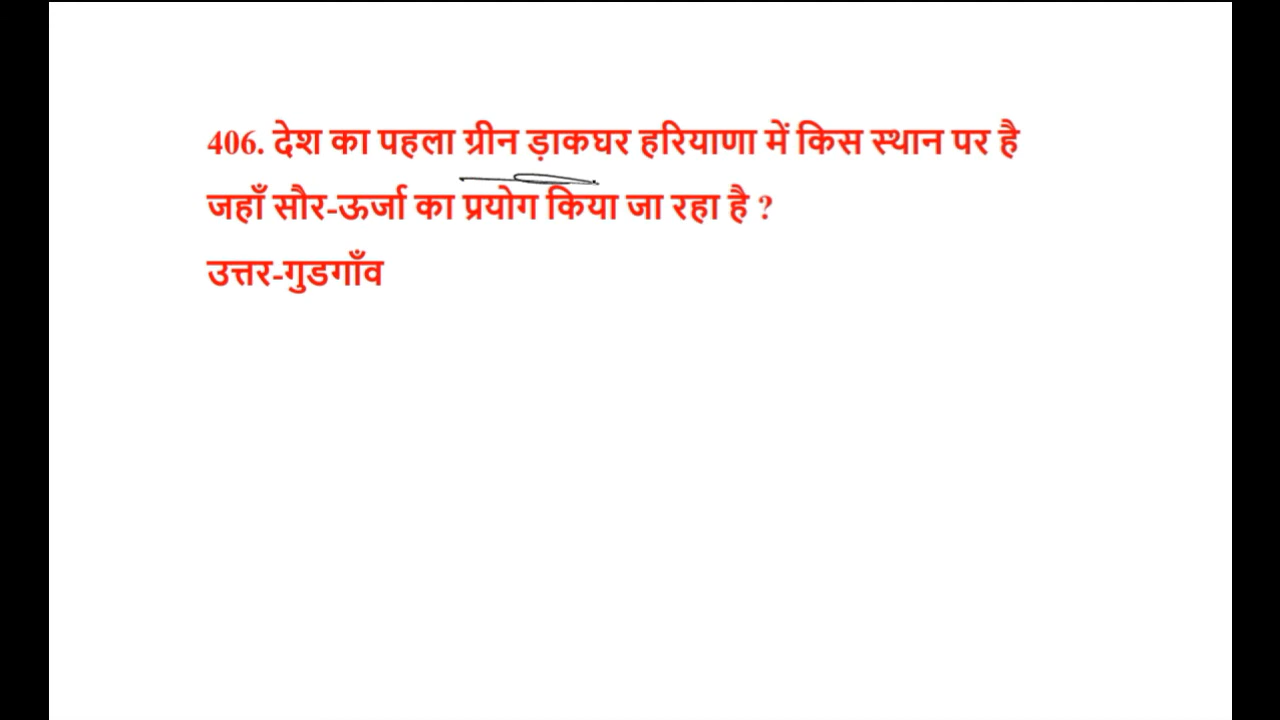 406. देश का पहला ग्रीन ड़ाकघर हरियाणा में किस स्थान पर है
जहाँ सौर-ऊर्जा का प्रयोग किया जा रहा है ?
उत्तर-गुडगाँव